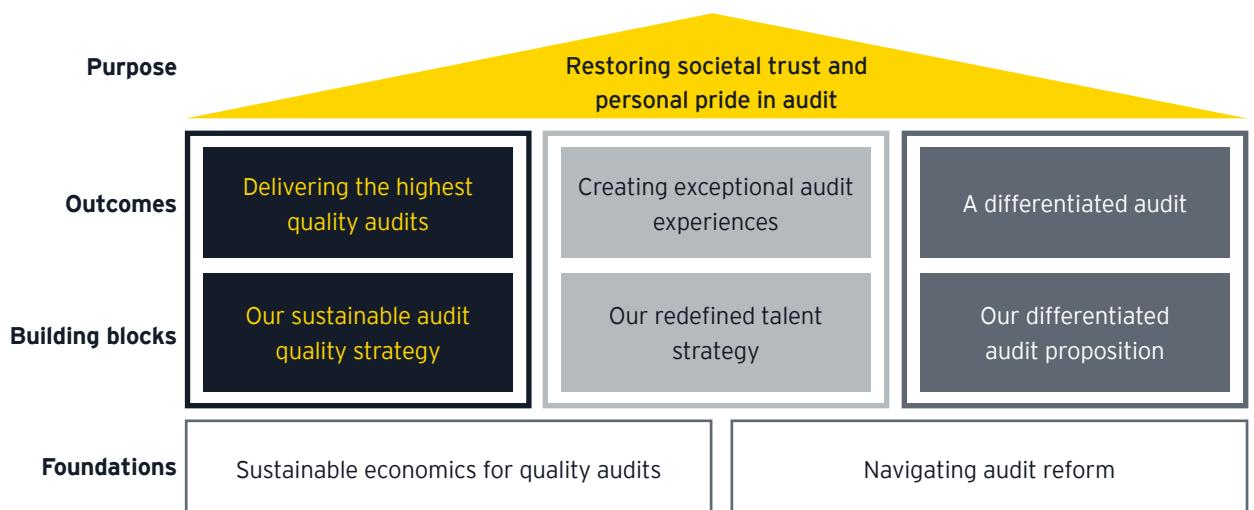 Purpose
Restoring societal trust and
personal pride in audit
Outcomes
Delivering the highest
quality audits
Creating exceptional audit
experiences
A differentiated audit
Building blocks
Our sustainable audit
quality strategy
Our redefined talent
strategy
Our differentiated
audit proposition
Foundations
Sustainable economics for quality audits
Navigating audit reform